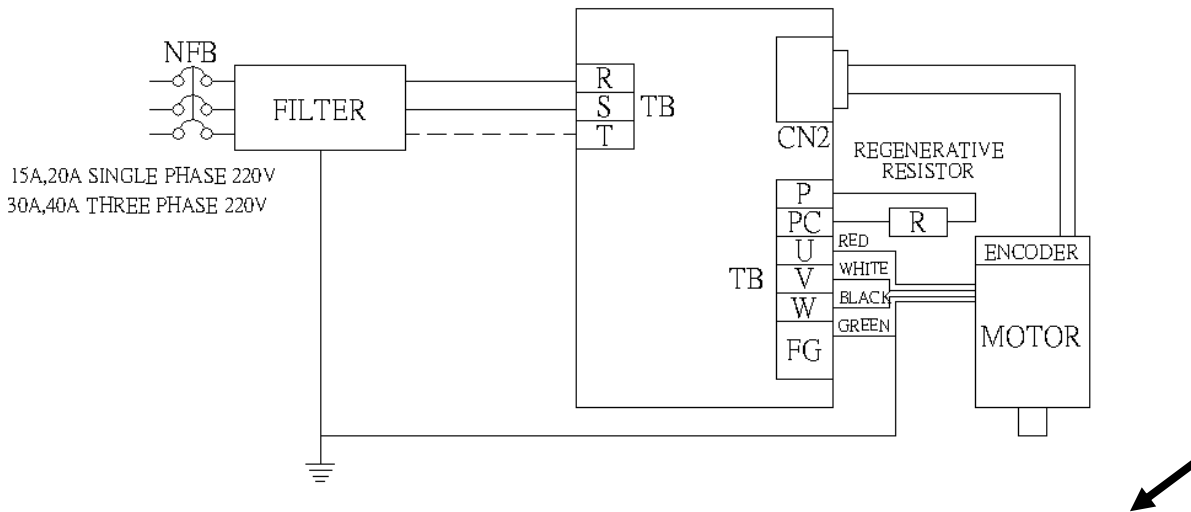 NFB
FILTER
R
S
T
TB
15A,20A SINGLE PHASE 220V
30A,40A THREE PHASE 220V
CN2
REGENERATIVE
RESISTOR
P
PC
R
U
RED
V
WHITE
TB
W
BLACK
GREEN
FG
ENCODER
MOTOR